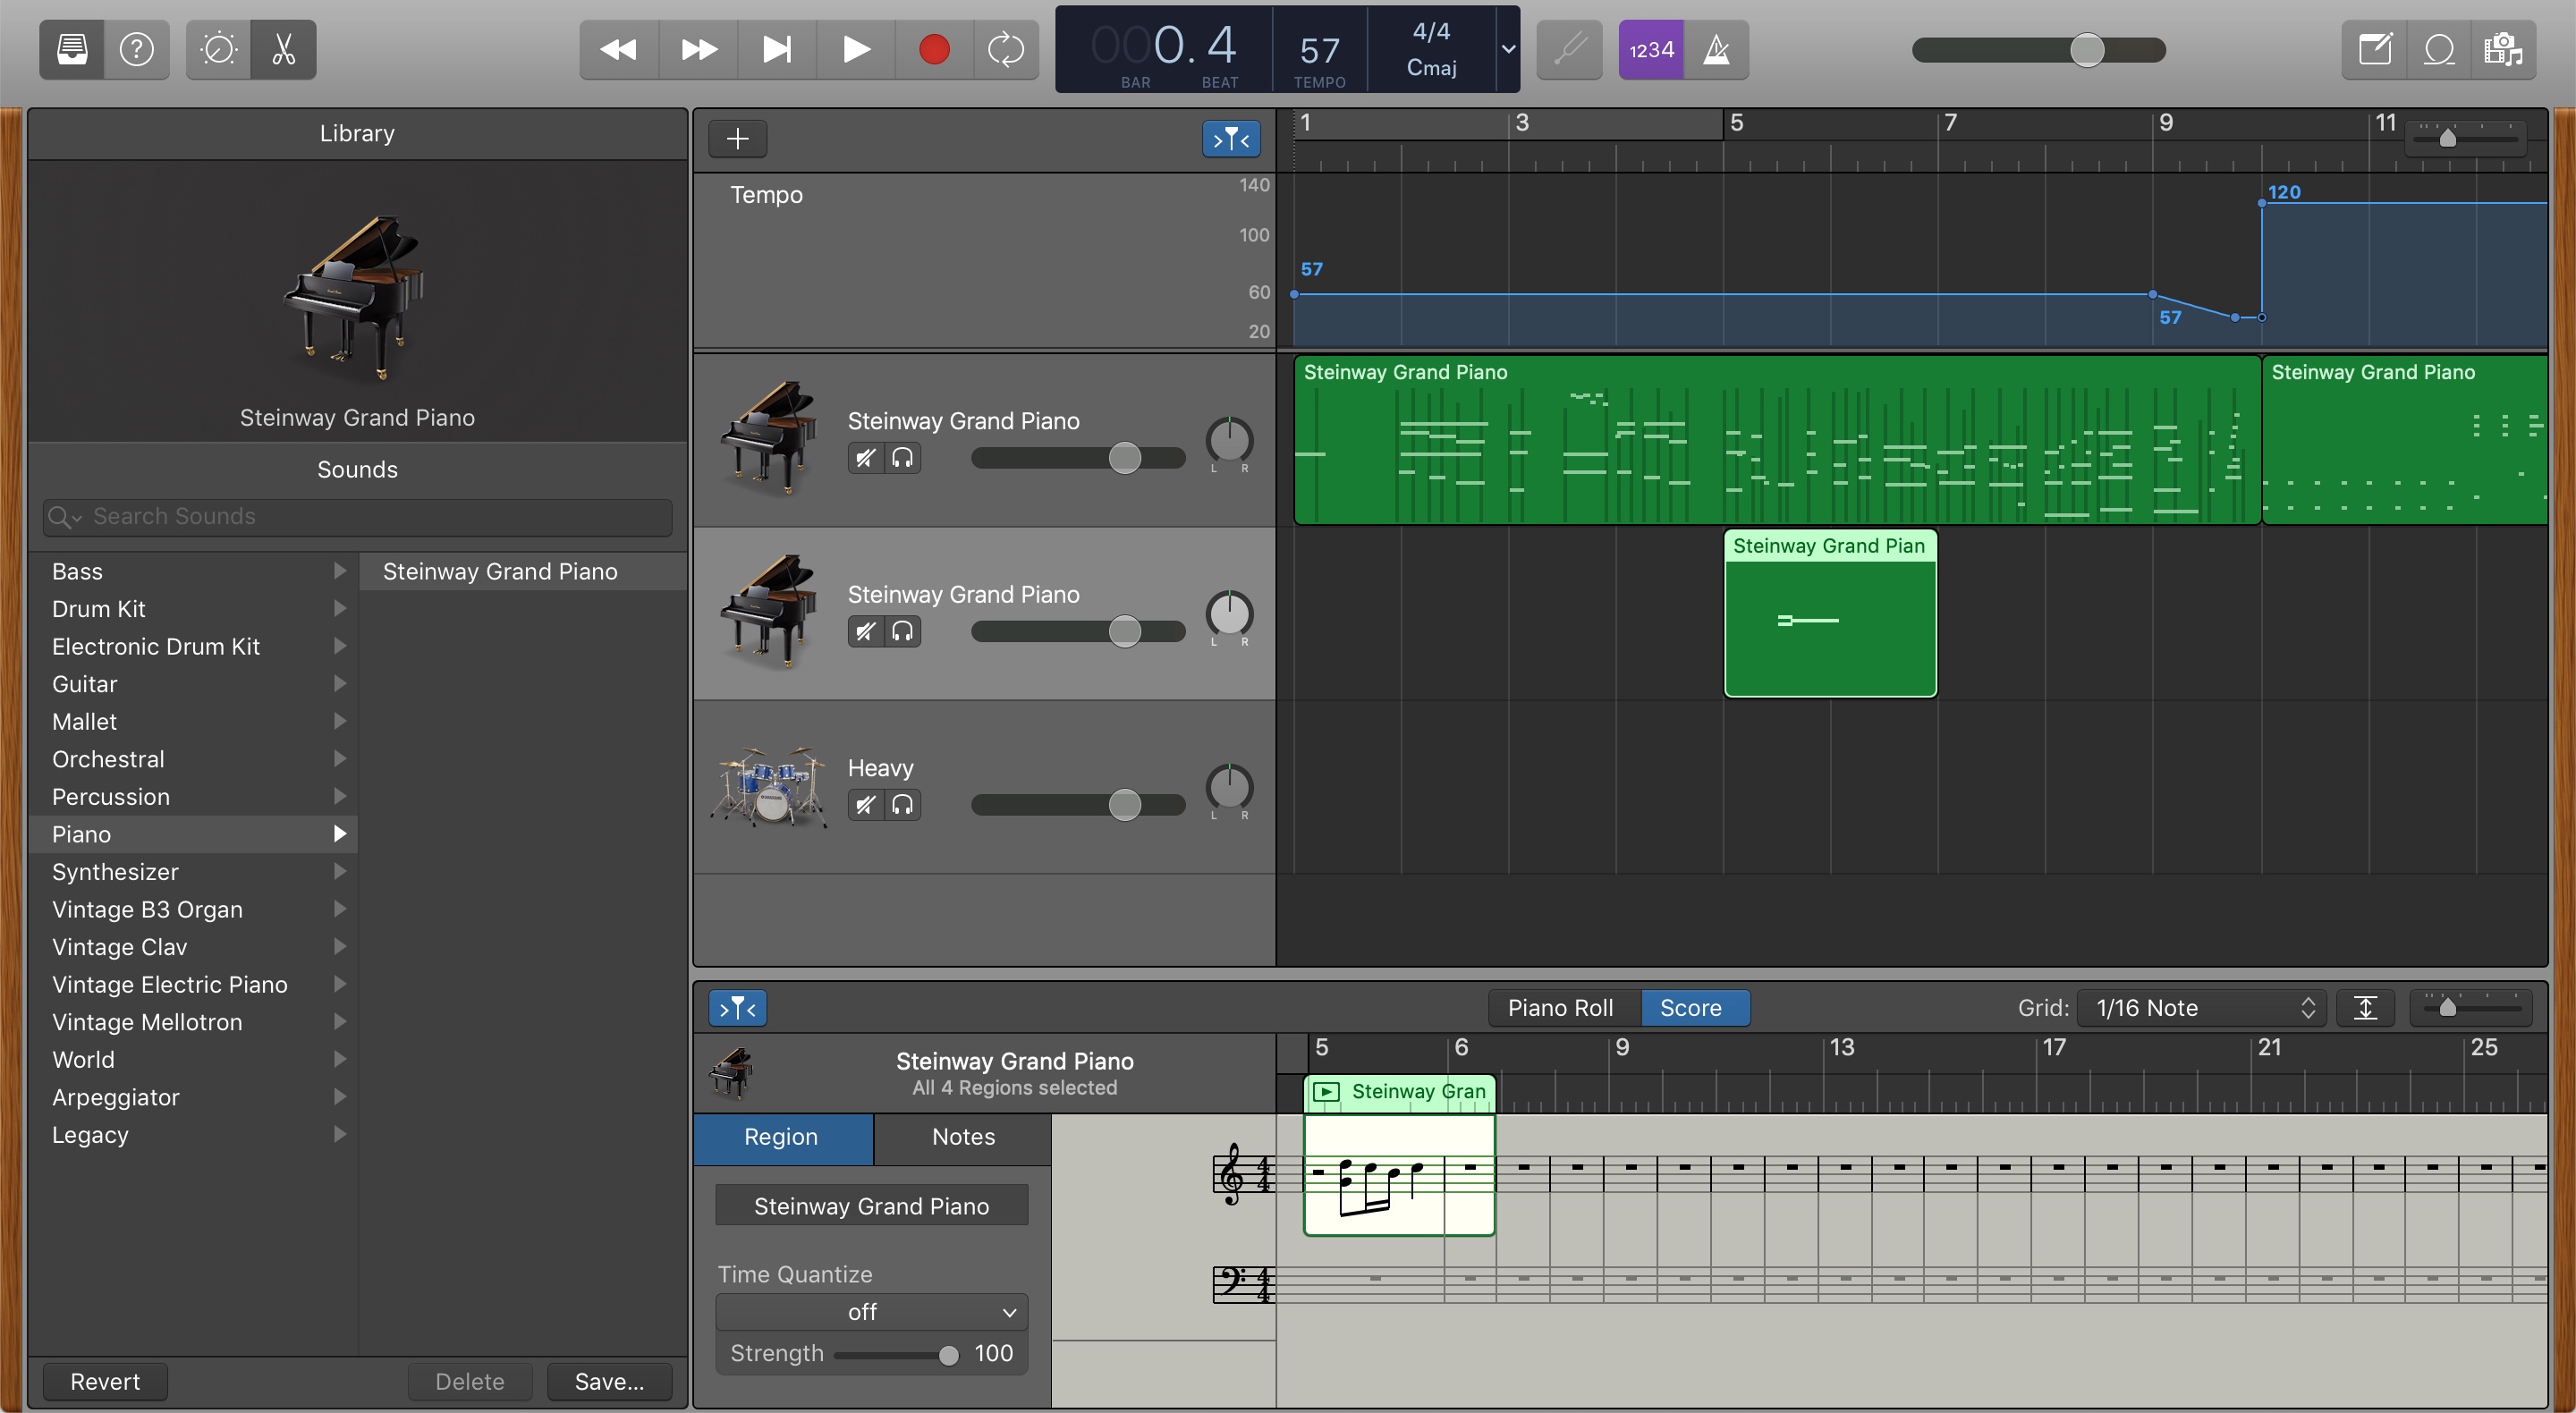 000.4
BAR
BEAT
57
TEMPO
4/4
Cmaj
1234
Library
Steinway Grand Piano
Sounds
Search Sounds
Bass
Drum Kit
Electronic Drum Kit
Guitar
Mallet
Orchestral
Percussion
Piano
Synthesizer
Vintage B3 Organ
Vintage Clav
Vintage Electric Piano
Vintage Mellotron
World
Arpeggiator
Legacy
Steinway Grand Piano
Revert
Delete
Save...
1
3
5
7
9
11
Tempo
140
100
60
20
57
57
120
Steinway Grand Piano
L R
Steinway Grand Piano
Steinway Grand Piano
Steinway Grand Piano
L R
Steinway Grand Pian
Heavy
L R
Piano Roll
Score
Grid:
1/16 Note
Steinway Grand Piano
All 4 Regions selected
5
6
9
13
17
21
25
Steinway Gran
Region
Notes
Steinway Grand Piano
Time Quantize
off
Strength
100